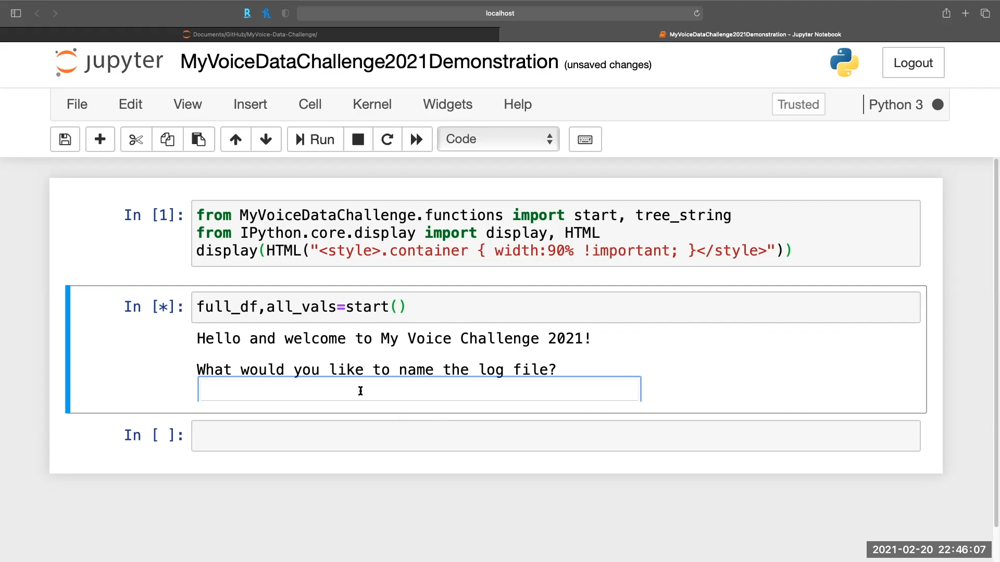 localhost
Documents/GitHub/MyVoice-Data-Challenge/
MyVoiceDataChallenge2021Demonstration - Jupyter Notebook
jupyter MyVoiceDataChallenge2021Demonstration (unsaved changes)
Logout
File Edit View Insert Cell Kernel Widgets Help Trusted Python 3
Run Code
In [1]: from MyVoiceDataChallenge.functions import start, tree_string
from IPython.core.display import display, HTML
display(HTML("<style>.container { width:90% !important; }</style>"))
In [*]: full_df,all_vals=start()
Hello and welcome to My Voice Challenge 2021!
What would you like to name the log file?
In [ ]:
2021-02-20 22:46:07